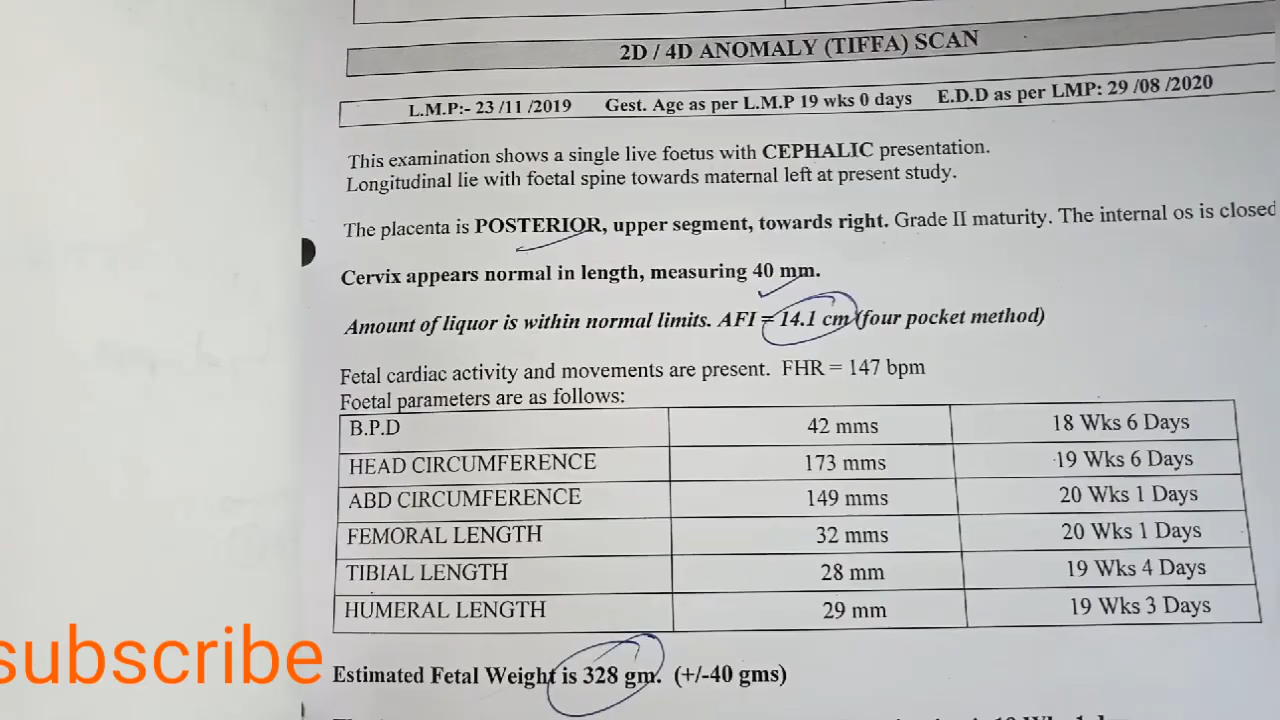 2D / 4D ANOMALY (TIFFA) SCAN
L.M.P:- 23 /11 /2019 Gest. Age as per L.M.P 19 wks 0 days E.D.D as per LMP: 29 /08 /2020
This examination shows a single live foetus with CEPHALIC presentation.
Longitudinal lie with foetal spine towards maternal left at present study.
The placenta is POSTERIOR, upper segment, towards right. Grade II maturity. The internal os is closed
Cervix appears normal in length, measuring 40 mm.
Amount of liquor is within normal limits. AFI = 14.1 cm (four pocket method)
Fetal cardiac activity and movements are present. FHR = 147 bpm
Foetal parameters are as follows:
B.P.D 42 mms 18 Wks 6 Days
HEAD CIRCUMFERENCE 173 mms 19 Wks 6 Days
ABD CIRCUMFERENCE 149 mms 20 Wks 1 Days
FEMORAL LENGTH 32 mms 20 Wks 1 Days
TIBIAL LENGTH 28 mm 19 Wks 4 Days
HUMERAL LENGTH 29 mm 19 Wks 3 Days
subscribe
Estimated Fetal Weight is 328 gm. (+/-40 gms)